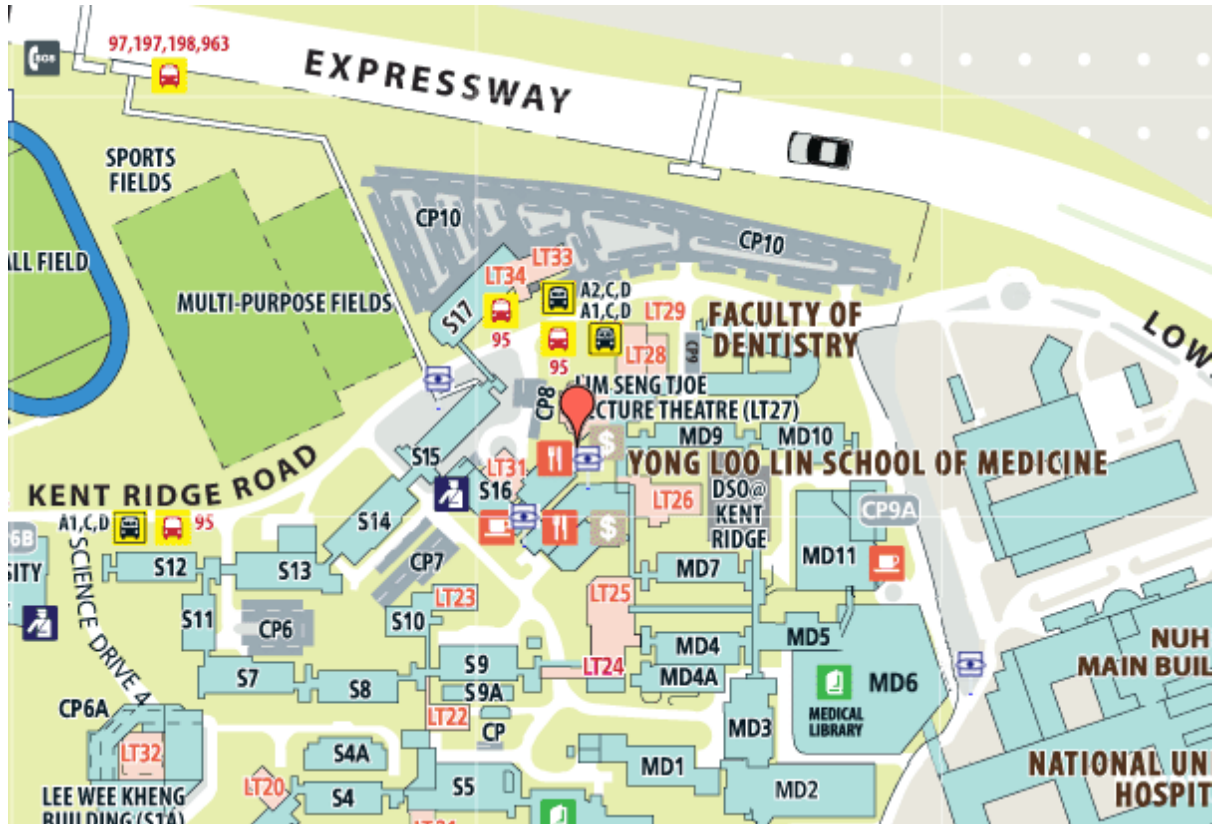 97,197,198,963
SOS
EXPRESSWAY
SPORTS
FIELDS
CP10
CP10
ALL FIELD
MULTI-PURPOSE FIELDS
LT33
LT34
S17
95
A2,C,D
A1,C,D
95
LT29
LT28
CP9
FACULTY OF
DENTISTRY
LOW
CP8
LIM SENG TJOE
LECTURE THEATRE (LT27)
MD9
MD10
$
YONG LOO LIN SCHOOL OF MEDICINE
KENT RIDGE ROAD
S15
LT31
S16
LT26
DSO@
KENT
RIDGE
CP9A
A1,C,D
95
S14
$
6B
SITY
SCIENCE DRIVE 4
S12
S13
CP7
MD7
MD11
S11
CP6
LT23
S10
LT25
MD4
MD5
NUH
MAIN BUIL
S7
S8
S9
S9A
LT24
MD4A
MD6
MEDICAL
LIBRARY
CP6A
LT22
CP
MD3
LT32
S4A
LT20
S4
S5
MD1
MD2
NATIONAL UN
HOSPIT
LEE WEE KHENG
BUILDING (S1A)